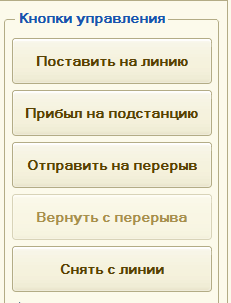 Кнопки управления
Поставить на линию
Прибыл на подстанцию
Отправить на перерыв
Вернуть с перерыва
Снять с линии